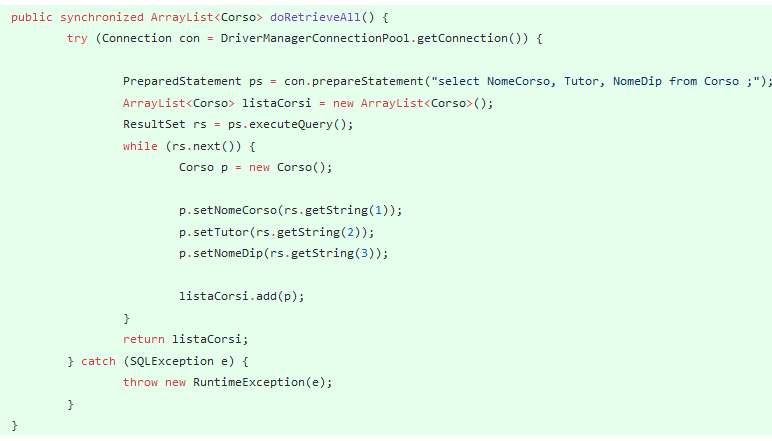 public synchronized ArrayList<Corso> doRetrieveAll() {
try (Connection con = DriverManagerConnectionPool.getConnection()) {
PreparedStatement ps = con.prepareStatement("select NomeCorso, Tutor, NomeDip from Corso ;");
ArrayList<Corso> listaCorsi = new ArrayList<Corso>();
ResultSet rs = ps.executeQuery();
while (rs.next()) {
Corso p = new Corso();
p.setNomeCorso(rs.getString(1));
p.setTutor(rs.getString(2));
p.setNomeDip(rs.getString(3));
listaCorsi.add(p);
}
return listaCorsi;
} catch (SQLException e) {
throw new RuntimeException(e);
}
}